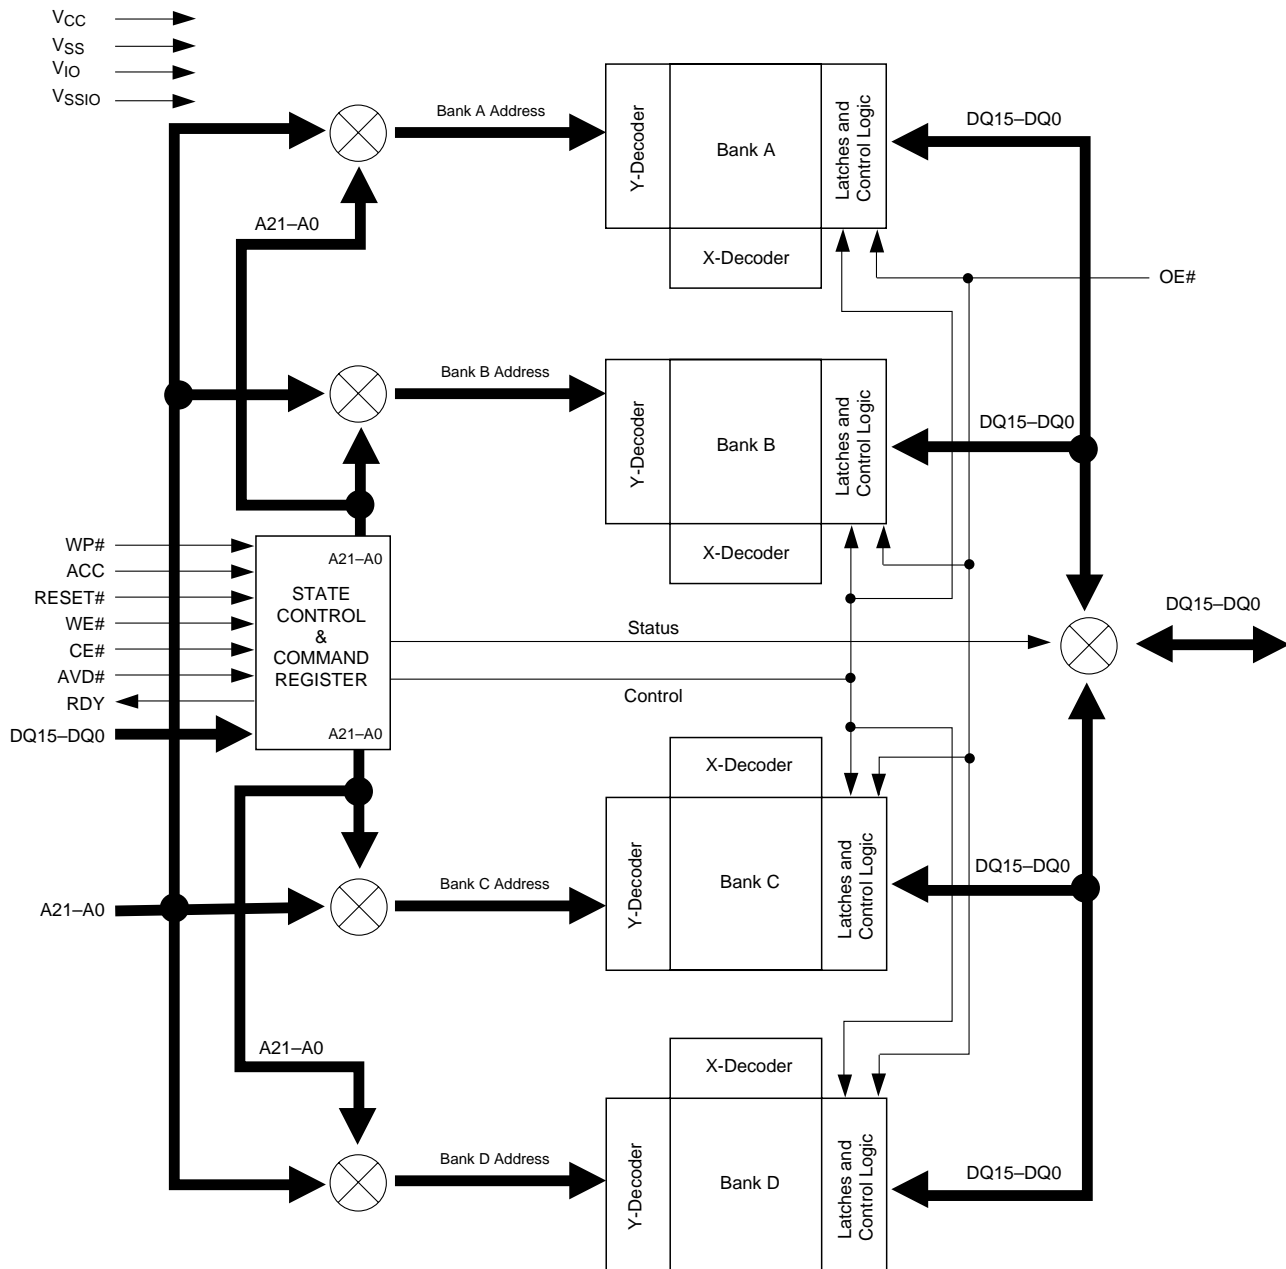 VCC
VSS
VIO
VSSIO
Bank A Address
Y-Decoder
Bank A
Latches and
Control Logic
X-Decoder
DQ15–DQ0
A21–A0
OE#
Bank B Address
Y-Decoder
Bank B
Latches and
Control Logic
X-Decoder
DQ15–DQ0
WP#
ACC
RESET#
WE#
CE#
AVD#
RDY
DQ15–DQ0
A21–A0
STATE
CONTROL
&
COMMAND
REGISTER
A21–A0
Status
Control
DQ15–DQ0
X-Decoder
Bank C Address
Y-Decoder
Bank C
Latches and
Control Logic
DQ15–DQ0
A21–A0
A21–A0
X-Decoder
Bank D Address
Y-Decoder
Bank D
Latches and
Control Logic
DQ15–DQ0